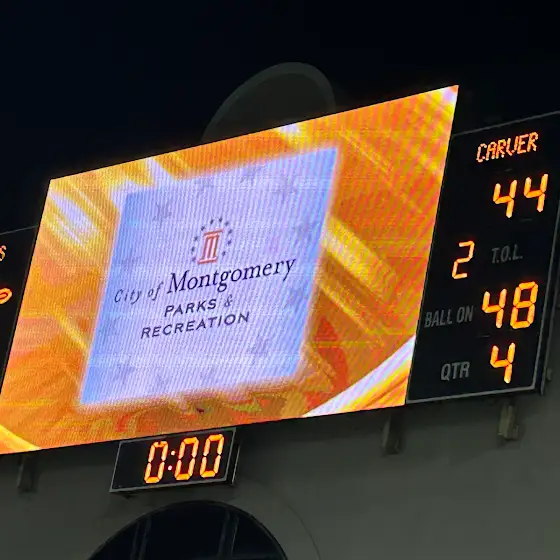 City of Montgomery
PARKS &
RECREATION
CARVER
44
2 T.O.L.
BALL ON 48
QTR 4
0:00